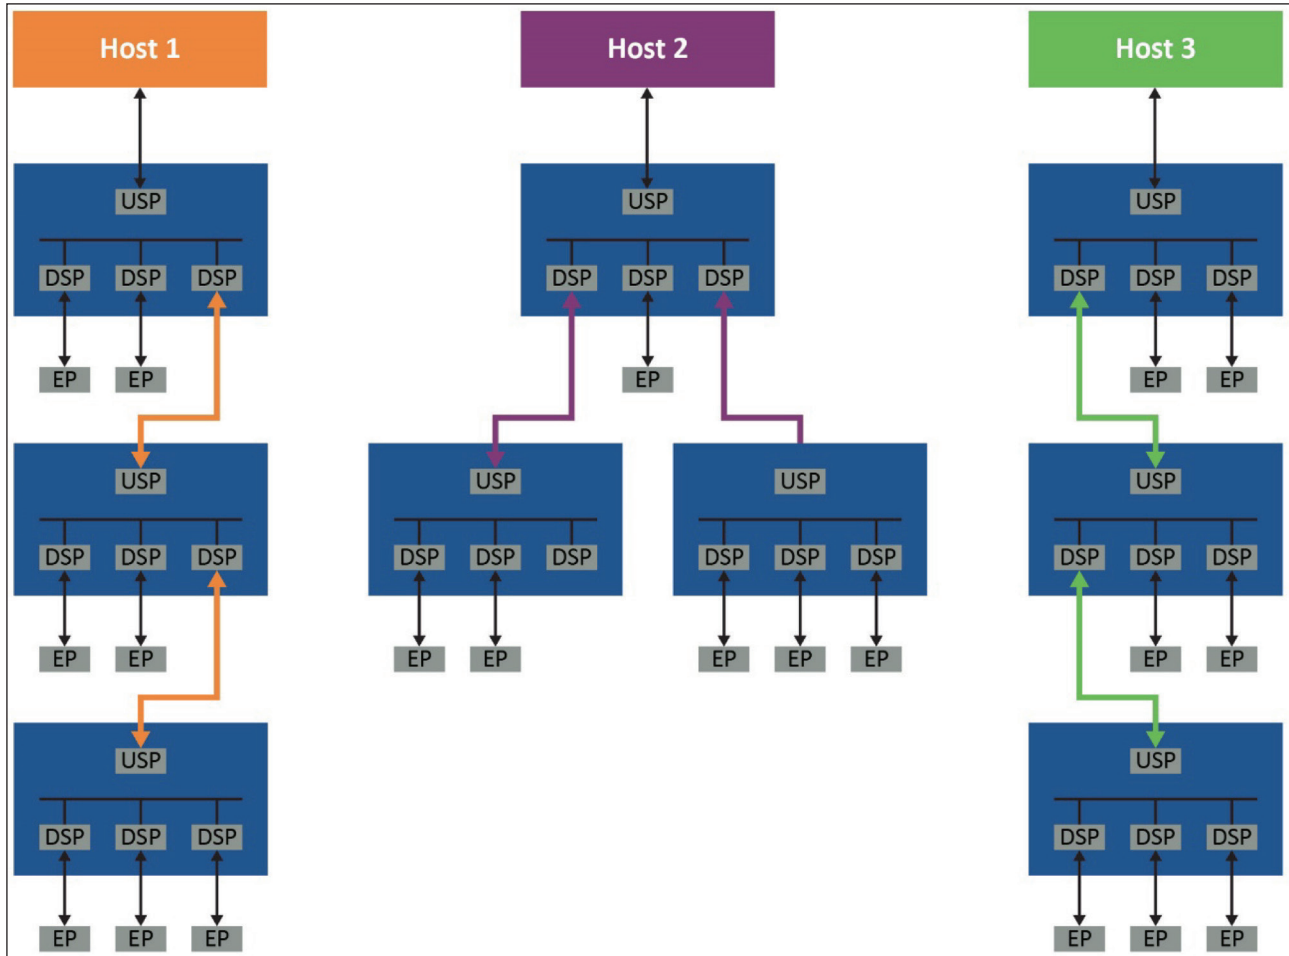 Host 1 Host 2 Host 3
USP USP USP
DSP DSP DSP DSP DSP DSP DSP DSP DSP
EP EP EP EP EP
USP USP USP USP
DSP DSP DSP DSP DSP DSP DSP DSP DSP DSP DSP DSP
EP EP EP EP EP EP EP EP EP
USP USP
DSP DSP DSP DSP DSP DSP
EP EP EP EP EP EP